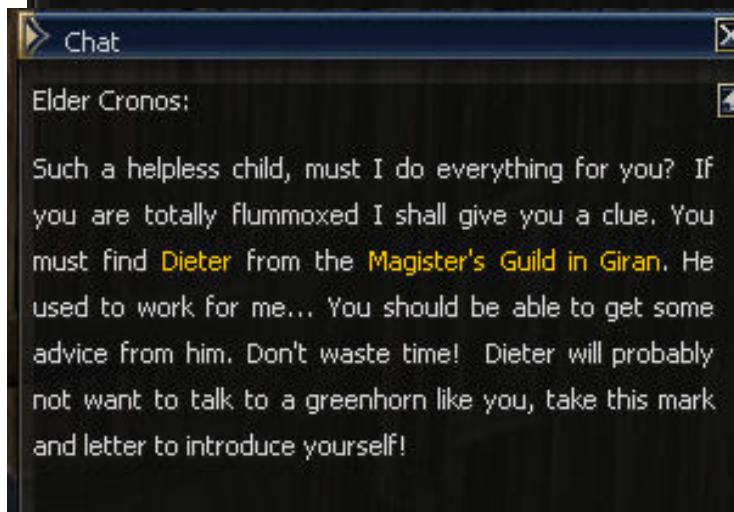 Chat
Elder Cronos:
Such a helpless child, must I do everything for you? If
you are totally flummoxed I shall give you a clue. You
must find Dieter from the Magister's Guild in Giran. He
used to work for me... You should be able to get some
advice from him. Don't waste time! Dieter will probably
not want to talk to a greenhorn like you, take this mark
and letter to introduce yourself!